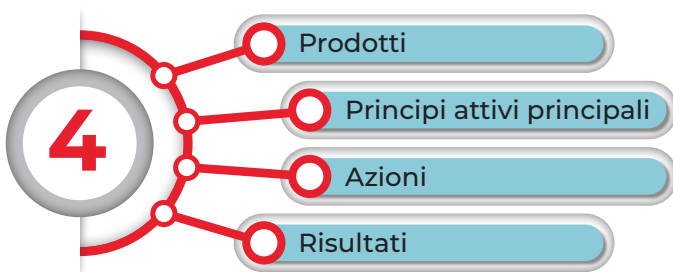 4
Prodotti
Principi attivi principali
Azioni
Risultati